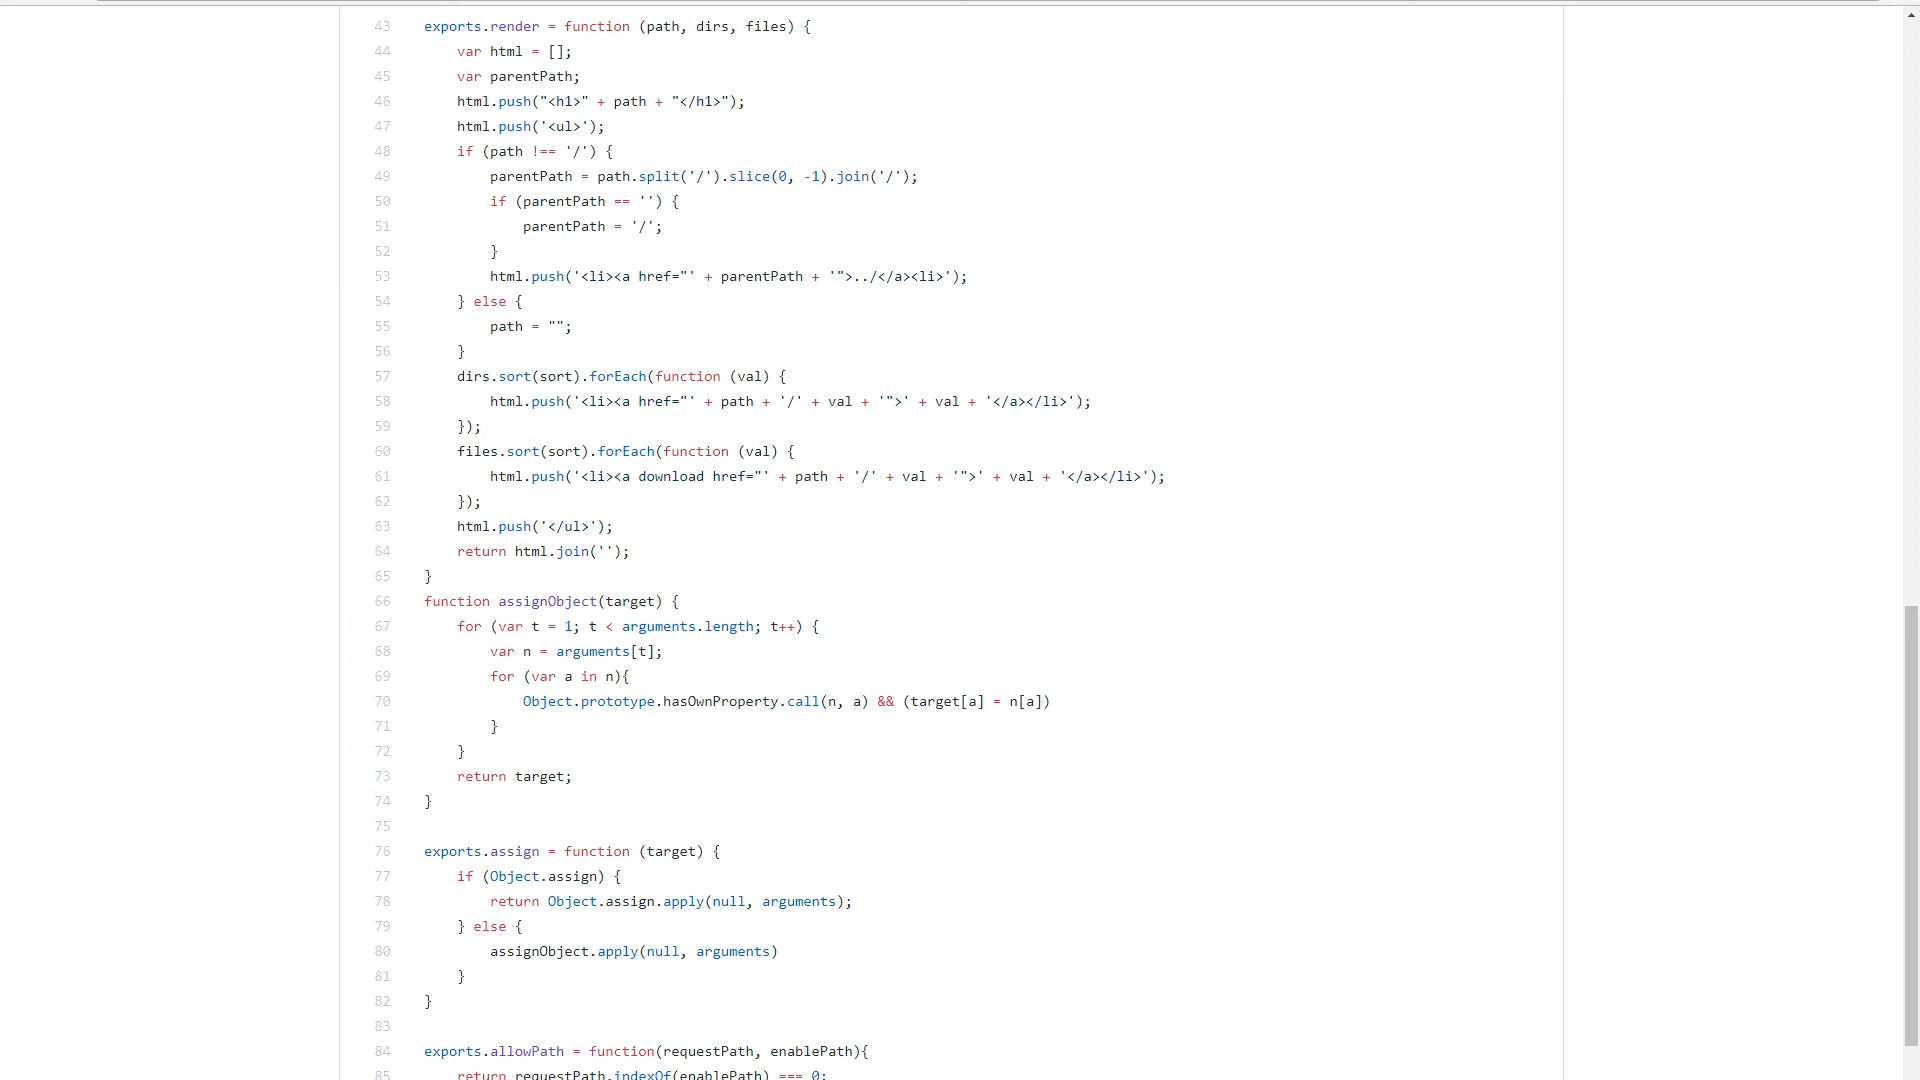 43 exports.render = function (path, dirs, files) {
44 var html = [];
45 var parentPath;
46 html.push("<h1>" + path + "</h1>");
47 html.push('<ul>');
48 if (path !== '/') {
49 parentPath = path.split('/').slice(0, -1).join('/');
50 if (parentPath == '') {
51 parentPath = '/';
52 }
53 html.push('<li><a href="' + parentPath + '">../</a><li>');
54 } else {
55 path = "";
56 }
57 dirs.sort(sort).forEach(function (val) {
58 html.push('<li><a href="' + path + '/' + val + '">' + val + '</a></li>');
59 });
60 files.sort(sort).forEach(function (val) {
61 html.push('<li><a download href="' + path + '/' + val + '">' + val + '</a></li>');
62 });
63 html.push('</ul>');
64 return html.join('');
65 }
66 function assignObject(target) {
67 for (var t = 1; t < arguments.length; t++) {
68 var n = arguments[t];
69 for (var a in n){
70 Object.prototype.hasOwnProperty.call(n, a) && (target[a] = n[a])
71 }
72 }
73 return target;
74 }
75
76 exports.assign = function (target) {
77 if (Object.assign) {
78 return Object.assign.apply(null, arguments);
79 } else {
80 assignObject.apply(null, arguments)
81 }
82 }
83
84 exports.allowPath = function(requestPath, enablePath){
85 return requestPath.indexOf(enablePath) === 0;